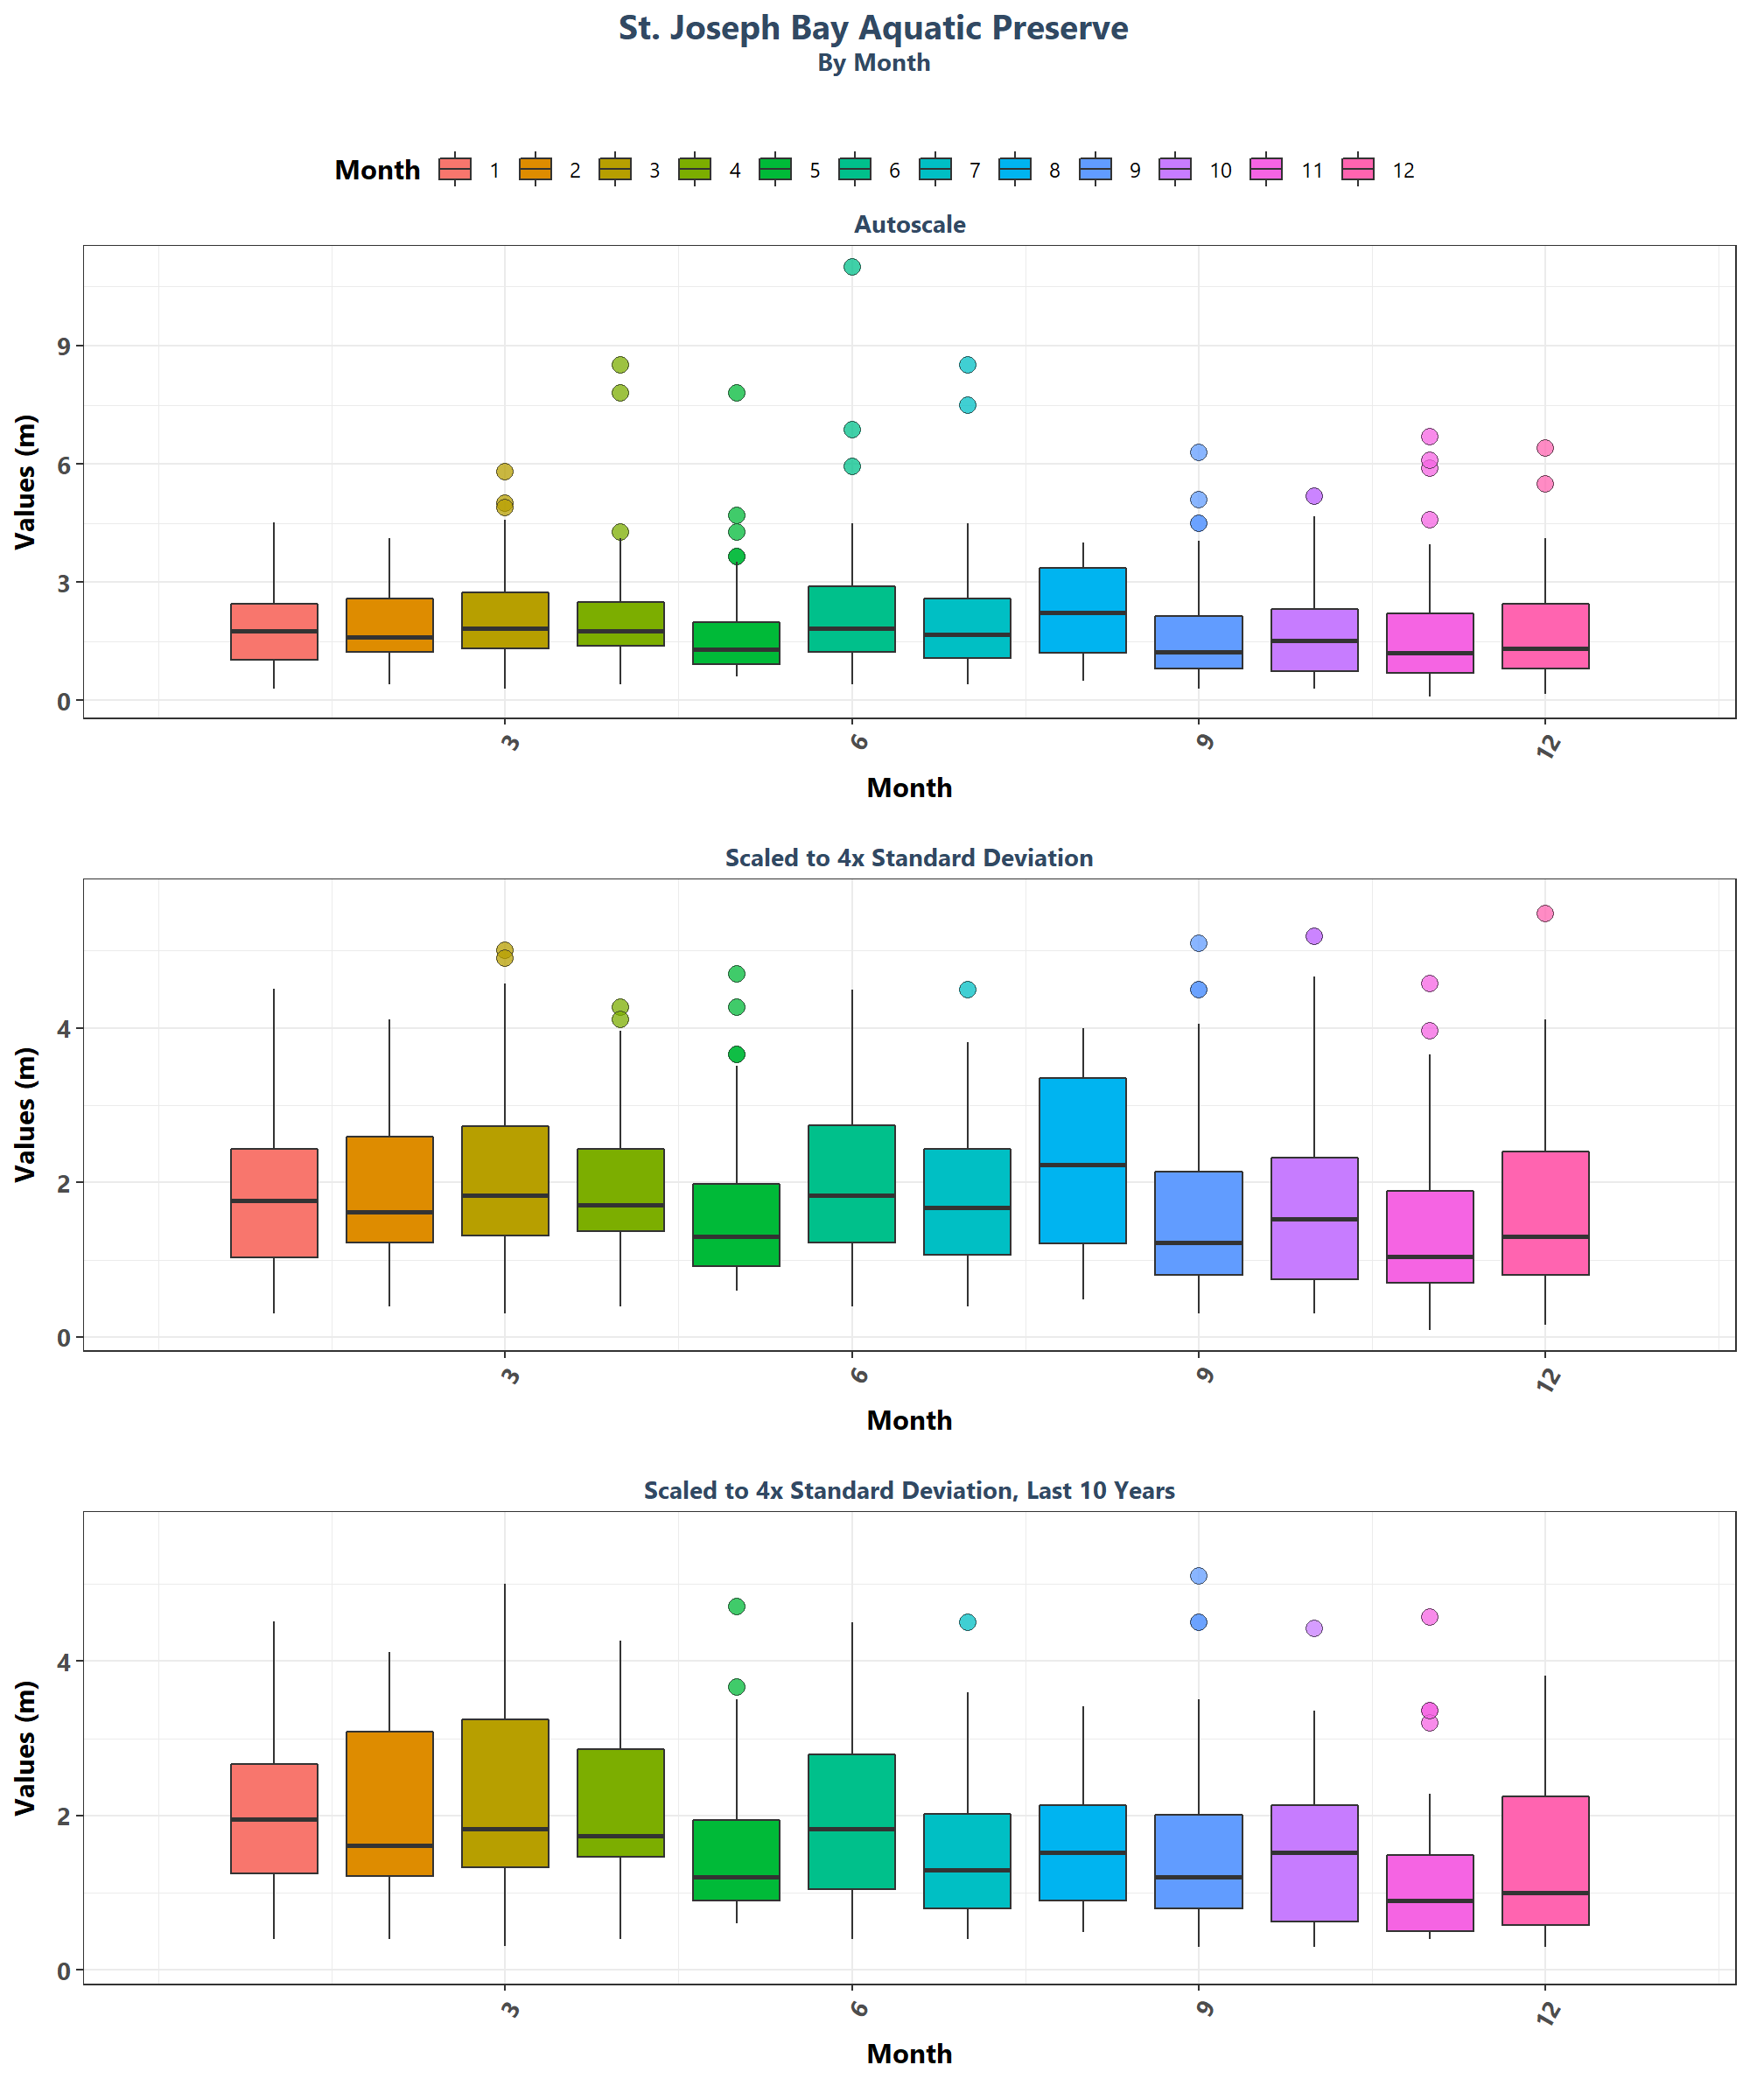 St. Joseph Bay Aquatic Preserve
By Month
Month 1 2 3 4 5 6 7 8 9 10 11 12
Autoscale
Values (m)
9
6
3
0
3 6 9 12
Month
Scaled to 4x Standard Deviation
Values (m)
4
2
0
3 6 9 12
Month
Scaled to 4x Standard Deviation, Last 10 Years
Values (m)
4
2
0
3 6 9 12
Month